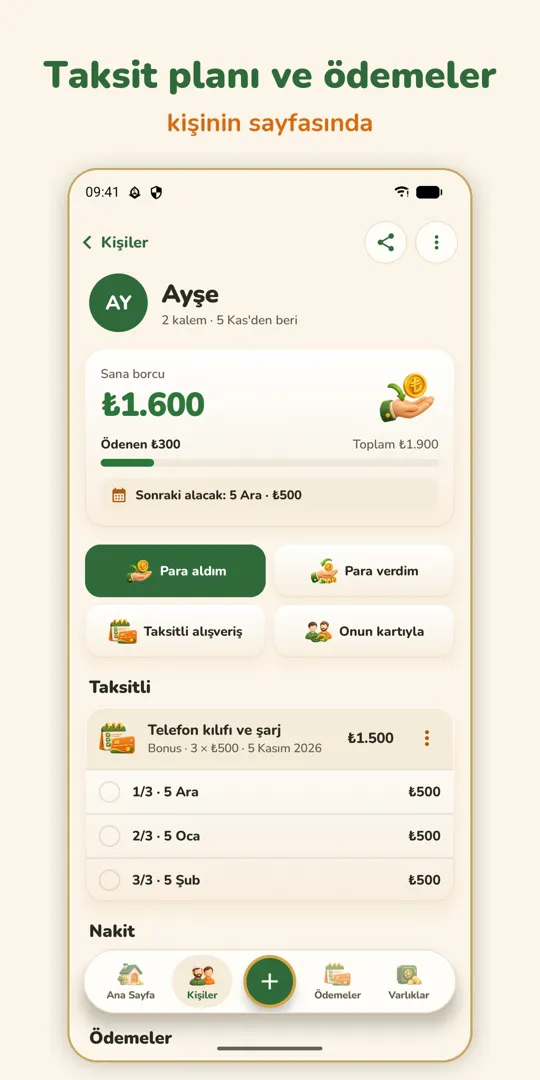 Taksit planı ve ödemeler
kişinin sayfasında
09:41
Kişiler
AY
Ayşe
2 kalem · 5 Kas'den beri
Sana borcu
₺1.600
Ödenen ₺300
Toplam ₺1.900
Sonraki alacak: 5 Ara · ₺500
Para aldım
Para verdim
Taksitli alışveriş
Onun kartıyla
Taksitli
Telefon kılıfı ve şarj
₺1.500
Bonus · 3 × ₺500 · 5 Kasım 2026
1/3 · 5 Ara
₺500
2/3 · 5 Oca
₺500
3/3 · 5 Şub
₺500
Nakit
Ana Sayfa
Kişiler
Ödemeler
Varlıklar
Ödemeler